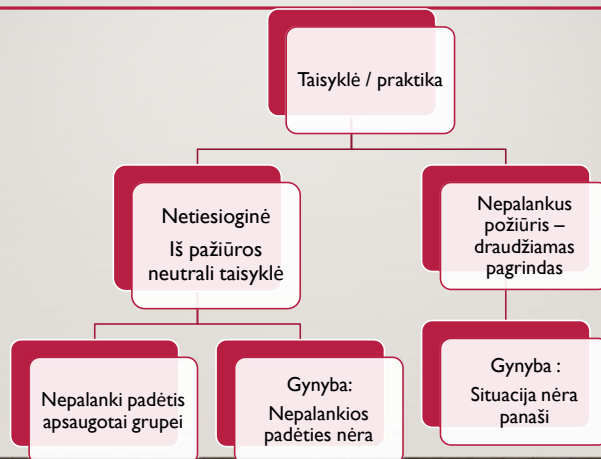 Taisyklė / praktika
Netiesioginė
Iš pažiūros
neutrali taisyklė
Nepalankus
požiūris –
draudžiamas
pagrindas
Nepalanki padėtis
apsaugotai grupei
Gynyba:
Nepalankios
padėties nėra
Gynyba :
Situacija nėra
panaši